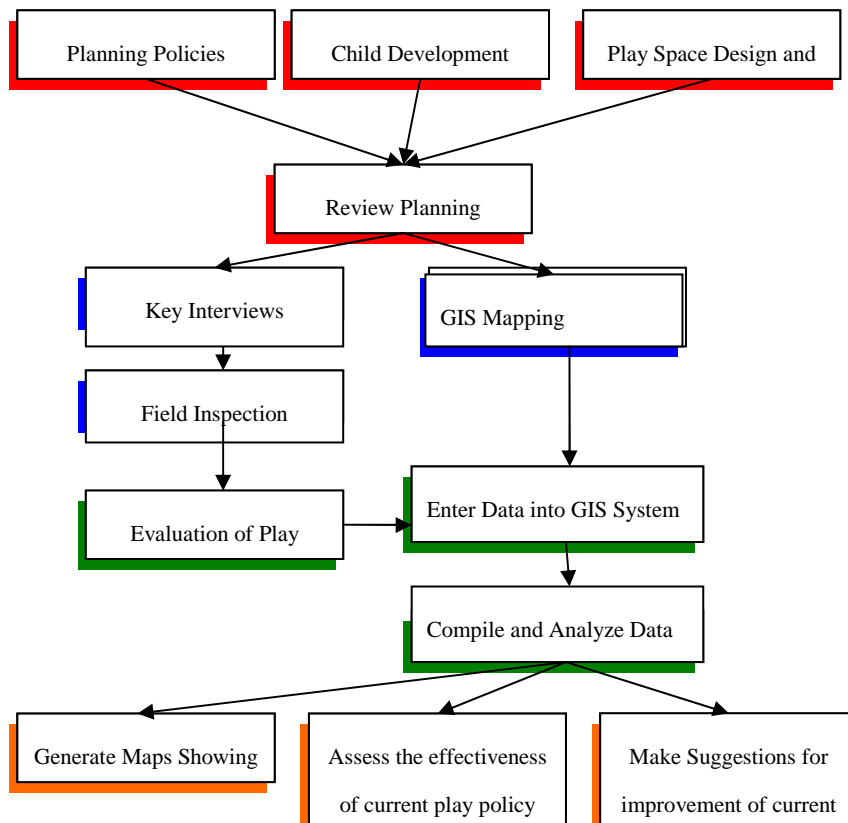 Planning Policies
Child Development
Play Space Design and
Review Planning
Key Interviews
GIS Mapping
Field Inspection
Evaluation of Play
Enter Data into GIS System
Compile and Analyze Data
Generate Maps Showing
Assess the effectiveness
of current play policy
Make Suggestions for
improvement of current